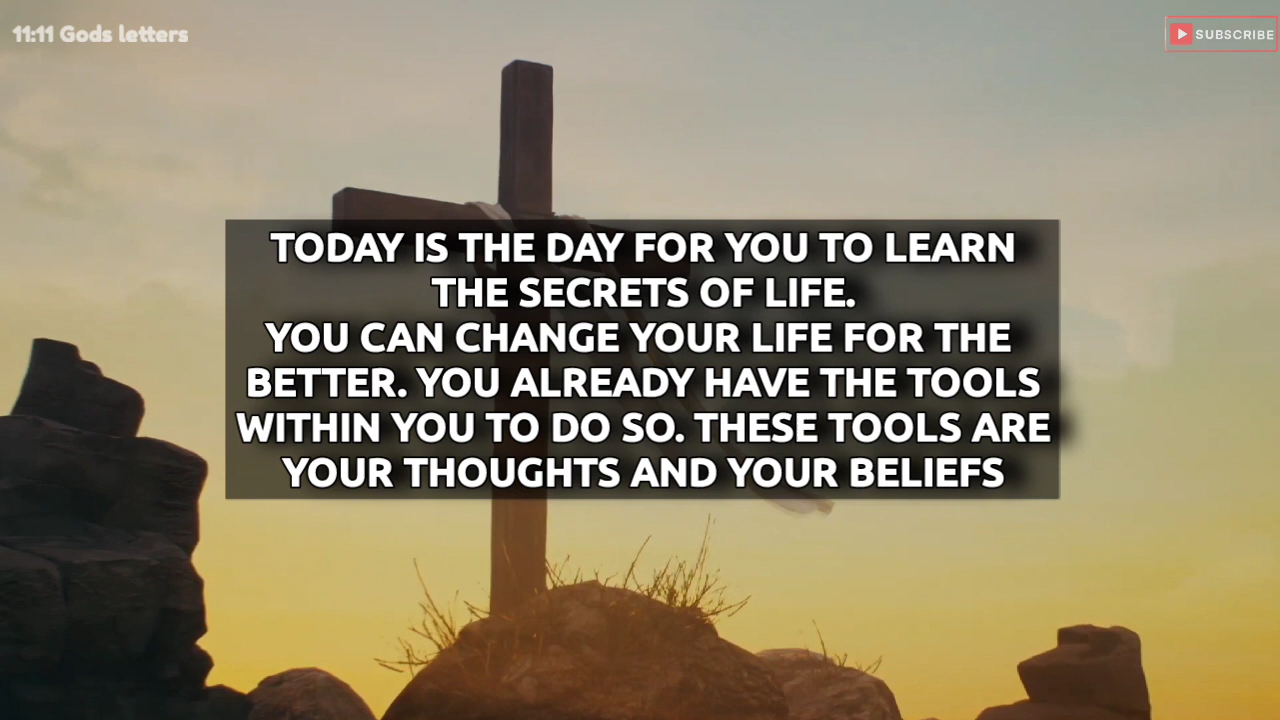 11:11 Gods letters
SUBSCRIBE
TODAY IS THE DAY FOR YOU TO LEARN
THE SECRETS OF LIFE.
YOU CAN CHANGE YOUR LIFE FOR THE
BETTER. YOU ALREADY HAVE THE TOOLS
WITHIN YOU TO DO SO. THESE TOOLS ARE
YOUR THOUGHTS AND YOUR BELIEFS